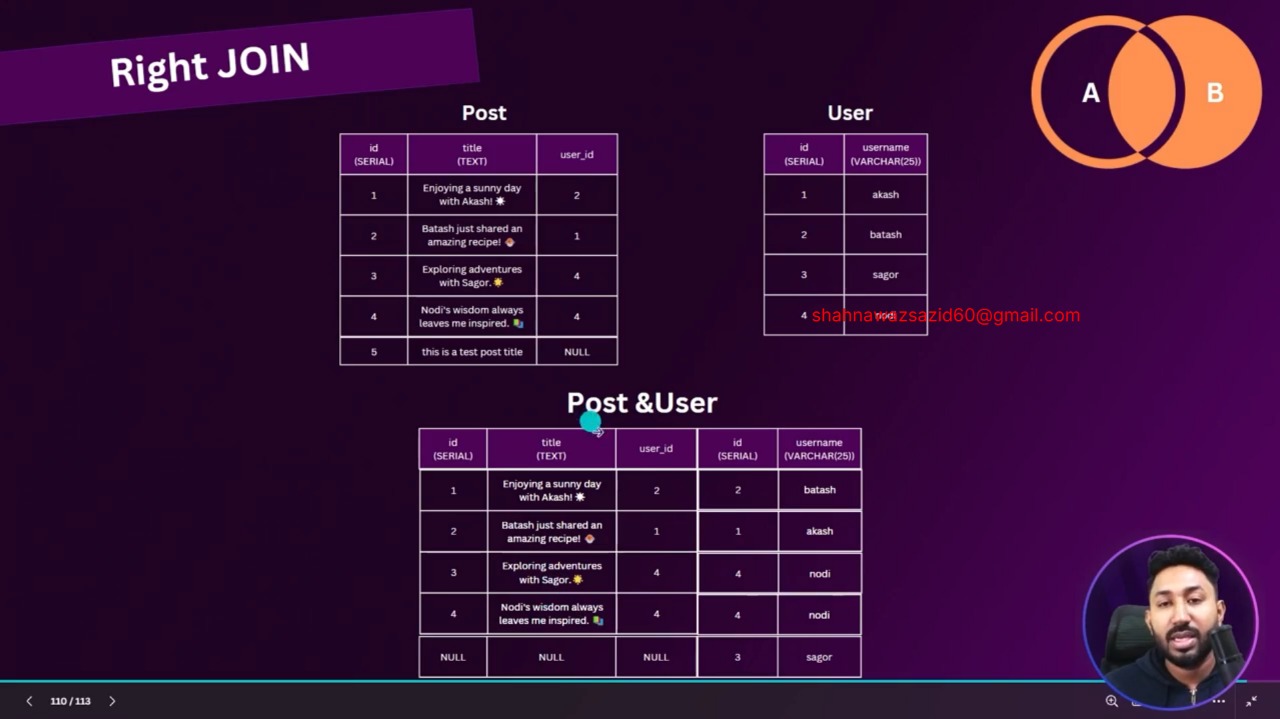 Right JOIN
A
B
Post
User
id
(SERIAL)
title
(TEXT)
user_id
1
Enjoying a sunny day
with Akash! ☀
2
2
Batash just shared an
amazing recipe!
1
3
Exploring adventures
with Sagor. 🌟
4
4
Nodi's wisdom always
leaves me inspired. 📚
4
5
this is a test post title
NULL
id
(SERIAL)
username
(VARCHAR(25))
1
akash
2
batash
3
sagor
4
nodi
shahnawazsazid60@gmail.com
Post &User
id
(SERIAL)
title
(TEXT)
user_id
id
(SERIAL)
username
(VARCHAR(25))
1
Enjoying a sunny day
with Akash! ☀
2
2
batash
2
Batash just shared an
amazing recipe!
1
1
akash
3
Exploring adventures
with Sagor. 🌟
4
4
nodi
4
Nodi's wisdom always
leaves me inspired. 📚
4
4
nodi
NULL
NULL
NULL
3
sagor
110 / 113